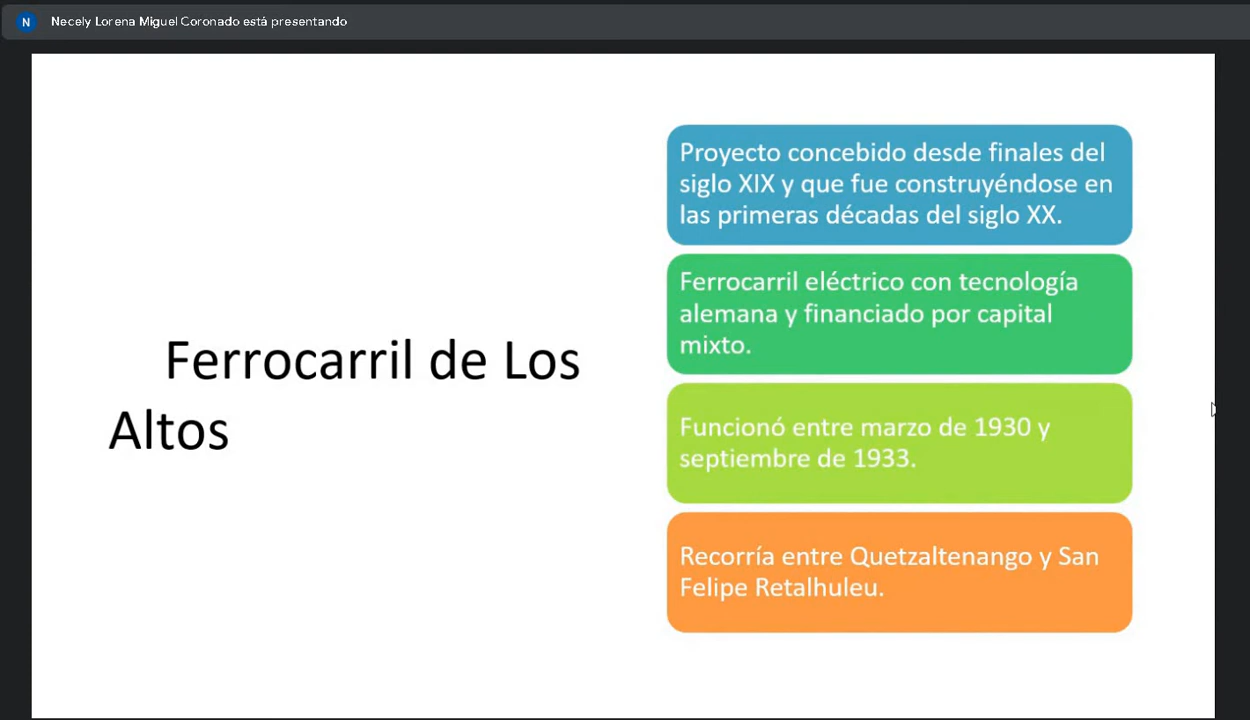 N
Necely Lorena Miguel Coronado está presentando
Ferrocarril de Los
Altos
Proyecto concebido desde finales del
siglo XIX y que fue construyéndose en
las primeras décadas del siglo XX.
Ferrocarril eléctrico con tecnología
alemana y financiado por capital
mixto.
Funcionó entre marzo de 1930 y
septiembre de 1933.
Recorría entre Quetzaltenango y San
Felipe Retalhuleu.